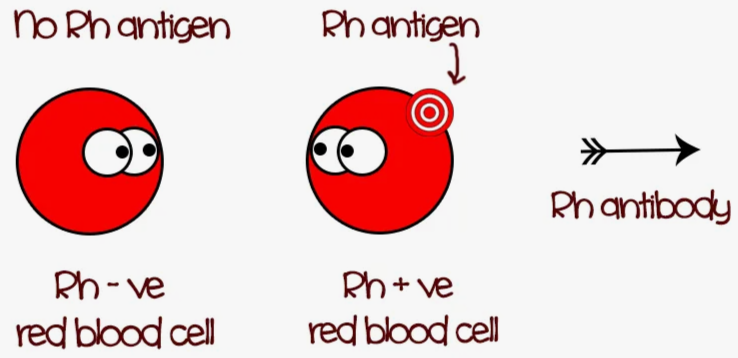 No Rh antigen
Rh antigen
Rh antibody
Rh - ve
red blood cell
Rh + ve
red blood cell